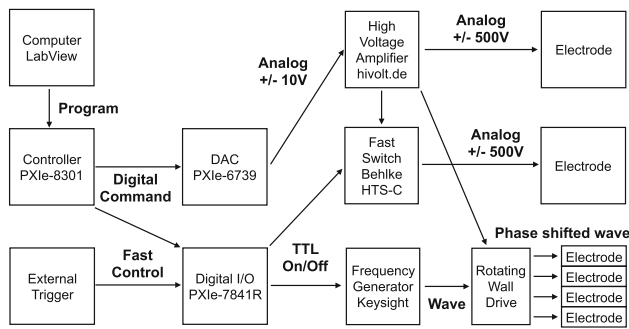 Computer
LabView
Program
Controller
PXIe-8301
Digital
Command
DAC
PXIe-6739
Analog
+/- 10V
High
Voltage
Amplifier
hivolt.de
Analog
+/- 500V
Electrode
Fast
Switch
Behlke
HTS-C
Analog
+/- 500V
Electrode
External
Trigger
Fast
Control
Digital I/O
PXIe-7841R
TTL
On/Off
Frequency
Generator
Keysight
Wave
Rotating
Wall
Drive
Phase shifted wave
Electrode
Electrode
Electrode
Electrode